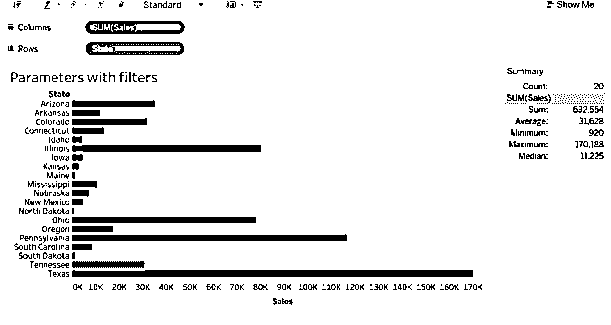 Standard
Show Me
Columns
SUM(Sales)
Rows
State
Parameters with filters
State
Arizona
Arkansas
Colorado
Connecticut
Idaho
Illinois
Iowa
Kansas
Maine
Mississippi
Nebraska
New Mexico
North Dakota
Ohio
Oregon
Pennsylvania
South Carolina
South Dakota
Tennessee
Texas
0K 10K 20K 30K 40K 50K 60K 70K 80K 90K 100K 110K 120K 130K 140K 150K 160K 170K
Sales
Summary
Count: 20
SUM(Sales)
Sum: 632,554
Average: 31,628
Minimum: 920
Maximum: 170,188
Median: 11,225